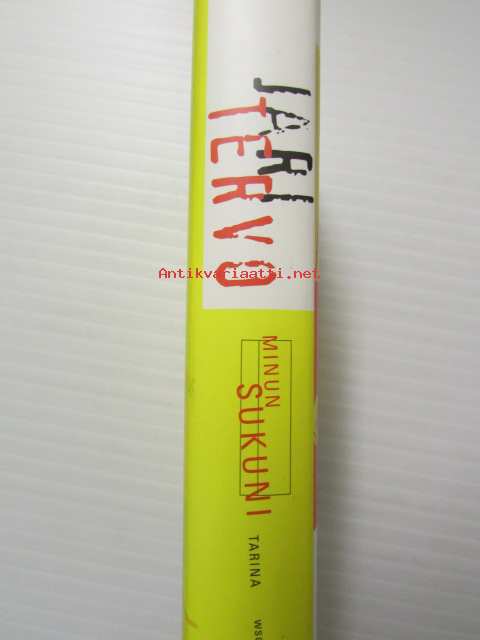 JARI
TERVO
Antikvariaatti.net
MINUN
SUKUNI
TARINA